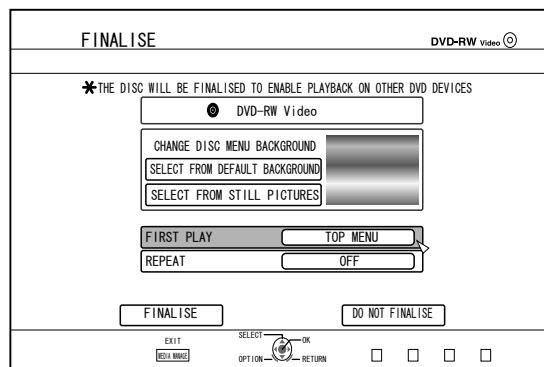 FINALISE
DVD-RW Video
*THE DISC WILL BE FINALISED TO ENABLE PLAYBACK ON OTHER DVD DEVICES
DVD-RW Video
CHANGE DISC MENU BACKGROUND
SELECT FROM DEFAULT BACKGROUND
SELECT FROM STILL PICTURES
FIRST PLAY TOP MENU
REPEAT OFF
FINALISE DO NOT FINALISE
EXIT
MEDIA MANAGE
SELECT OK
OPTION RETURN